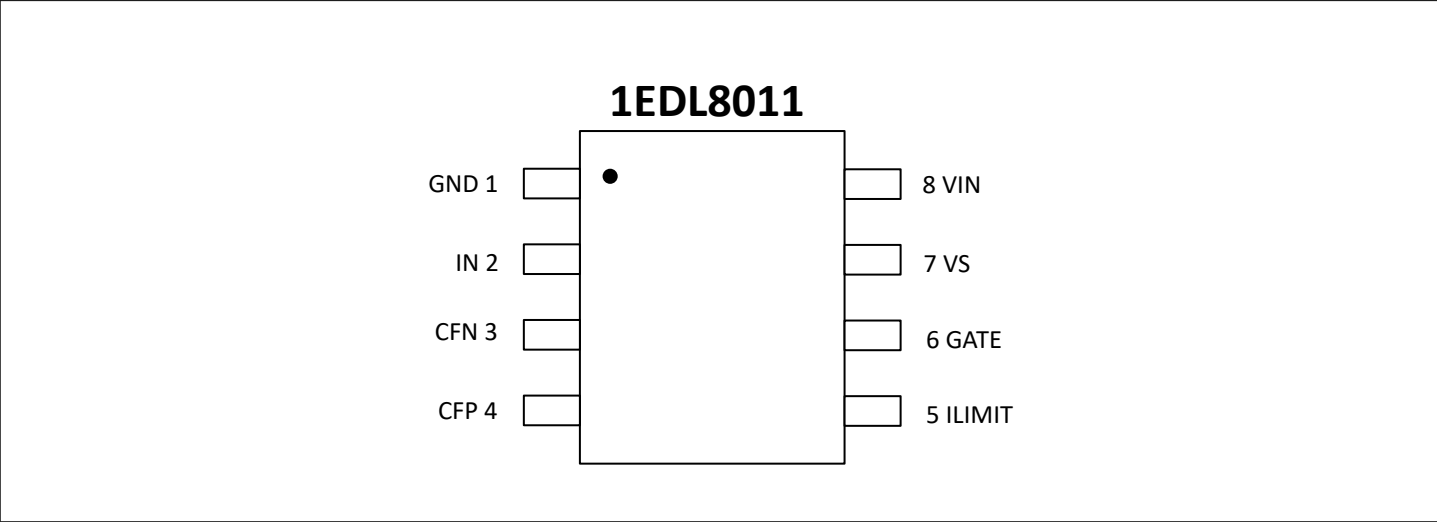 1EDL8011
GND 1
8 VIN
IN 2
7 VS
CFN 3
6 GATE
CFP 4
5 ILIMIT